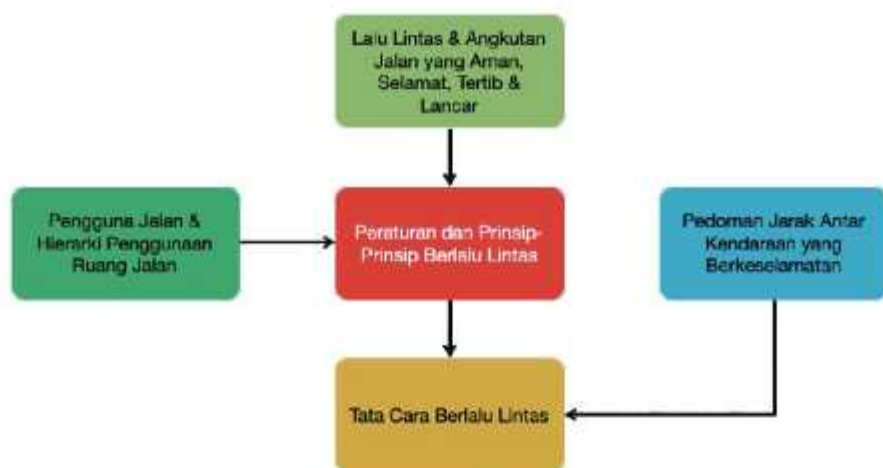 Lalu Lintas & Angkutan
Jalan yang Aman,
Selamat, Tertib &
Lancar
Pengguna Jalan &
Hierarki Penggunaan
Ruang Jalan
Peraturan dan Prinsip-
Prinsip Berlalu Lintas
Pedoman Jarak Antar
Kendaraan yang
Berkeselamatan
Tata Cara Berlalu Lintas